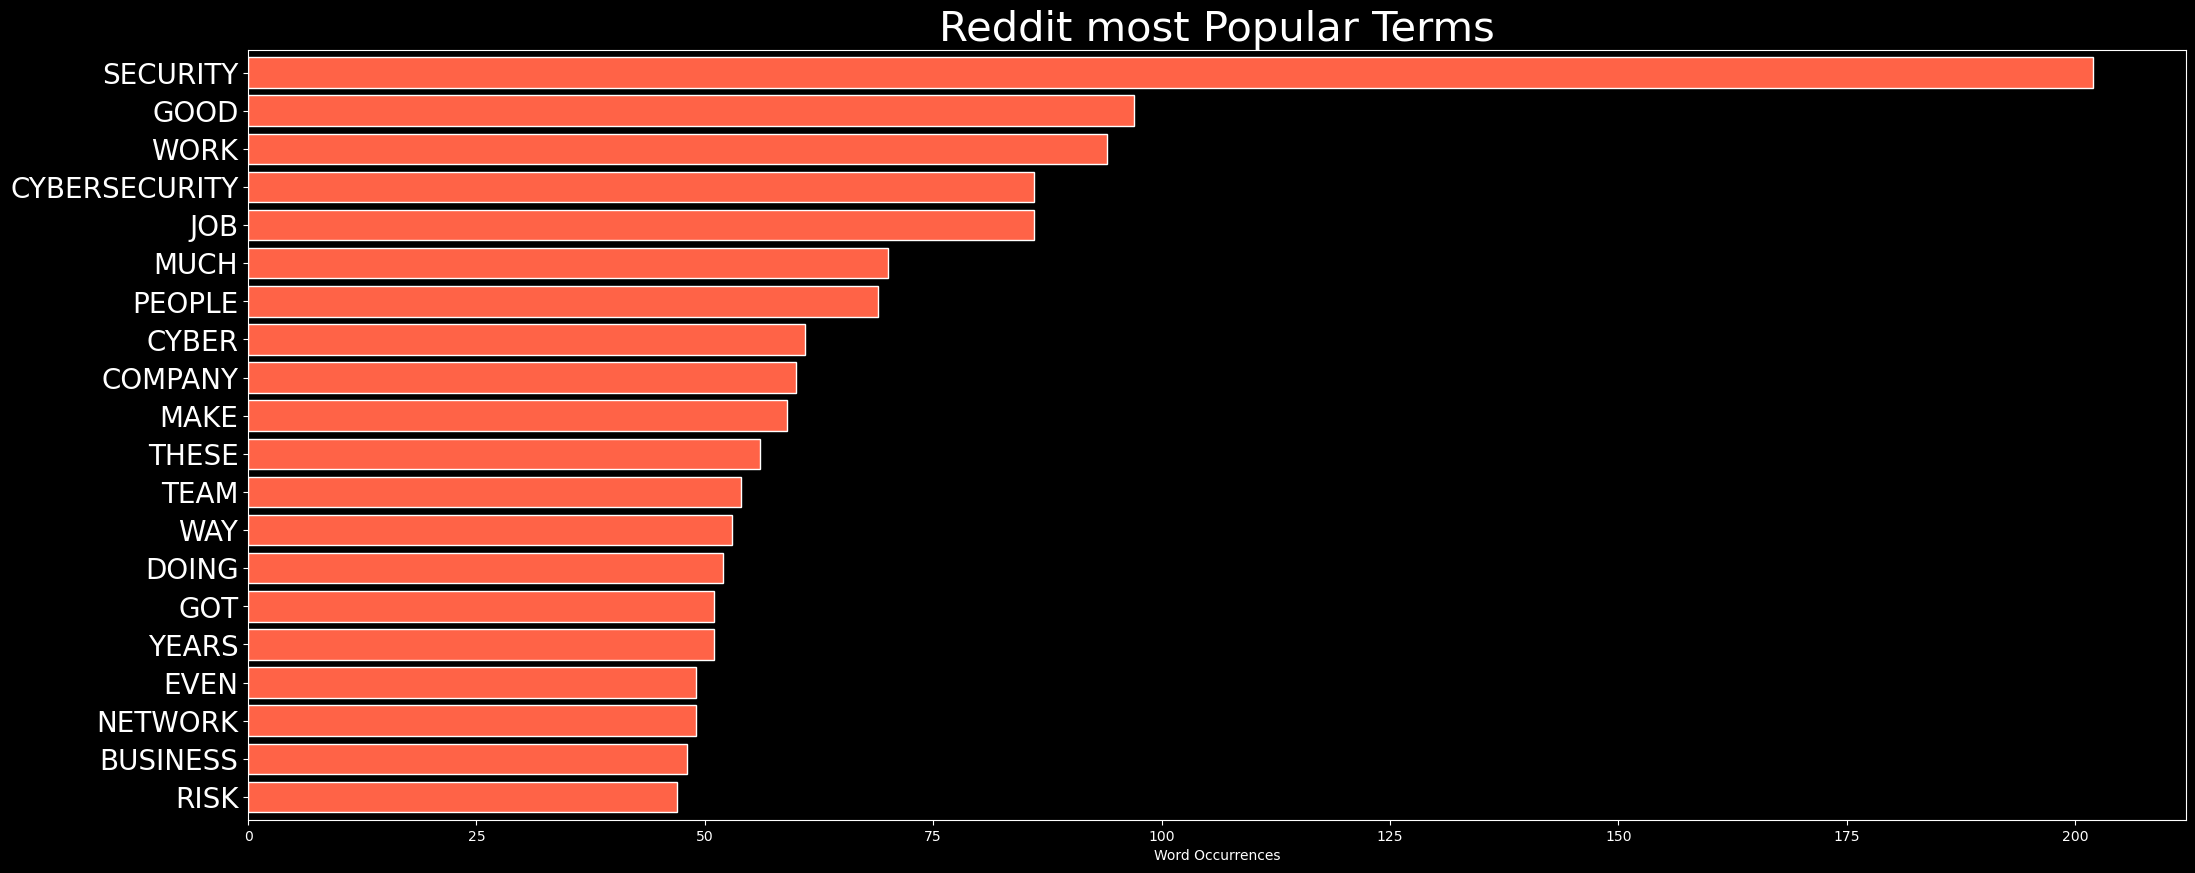 Reddit most Popular Terms
SECURITY
GOOD
WORK
CYBERSECURITY
JOB
MUCH
PEOPLE
CYBER
COMPANY
MAKE
THESE
TEAM
WAY
DOING
GOT
YEARS
EVEN
NETWORK
BUSINESS
RISK
0 25 50 75 100 125 150 175 200
Word Occurrences